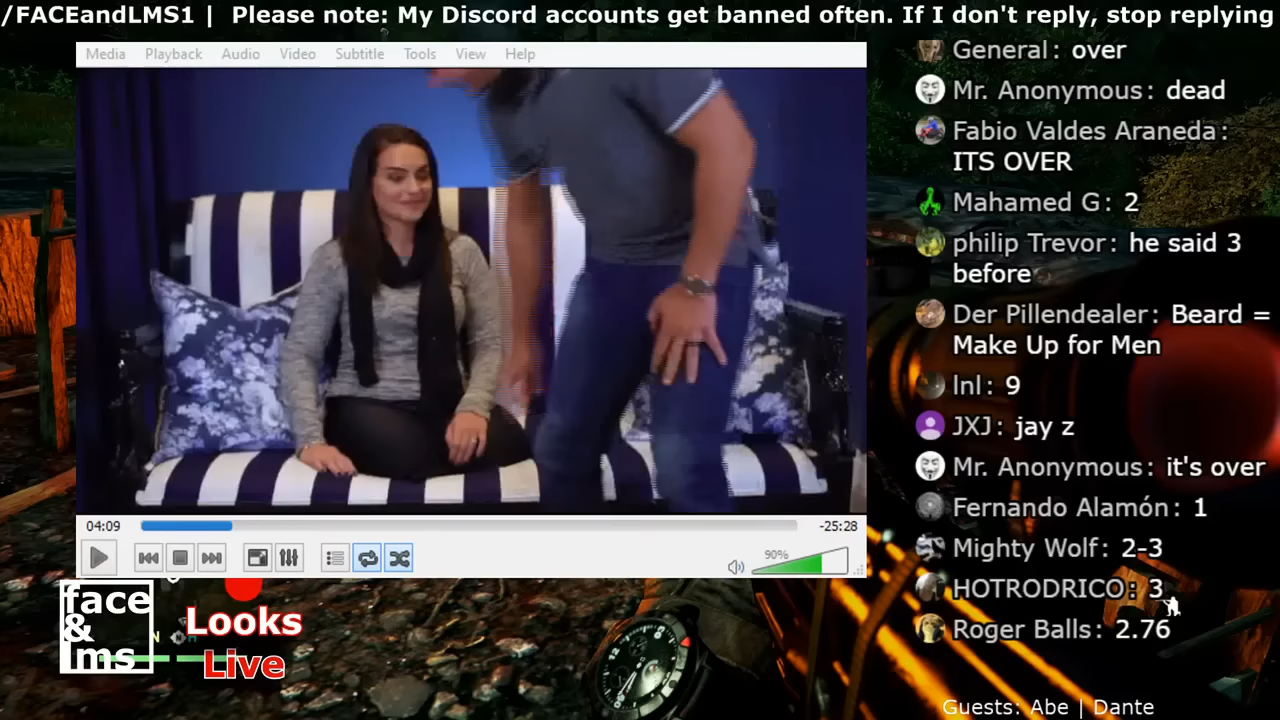 /FACEandLMS1 | Please note: My Discord accounts get banned often. If I don't reply, stop replying
Media Playback Audio Video Subtitle Tools View Help
04:09
-25:28
90%
face
&
lms
Looks
Live
General: over
Mr. Anonymous: dead
Fabio Valdes Araneda:
ITS OVER
Mahamed G: 2
philip Trevor: he said 3
before
Der Pillendealer: Beard =
Make Up for Men
lnl: 9
JXJ: jay z
Mr. Anonymous: it's over
Fernando Alamón: 1
Mighty Wolf: 2-3
HOTRODRICO: 3
Roger Balls: 2.76
Guests: Abe | Dante